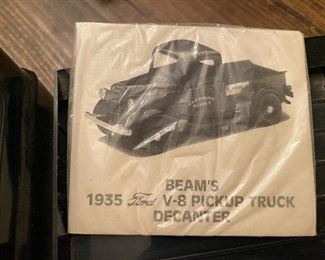 BEAM'S
1935 Ford V-8 PICKUP TRUCK
DECANTER